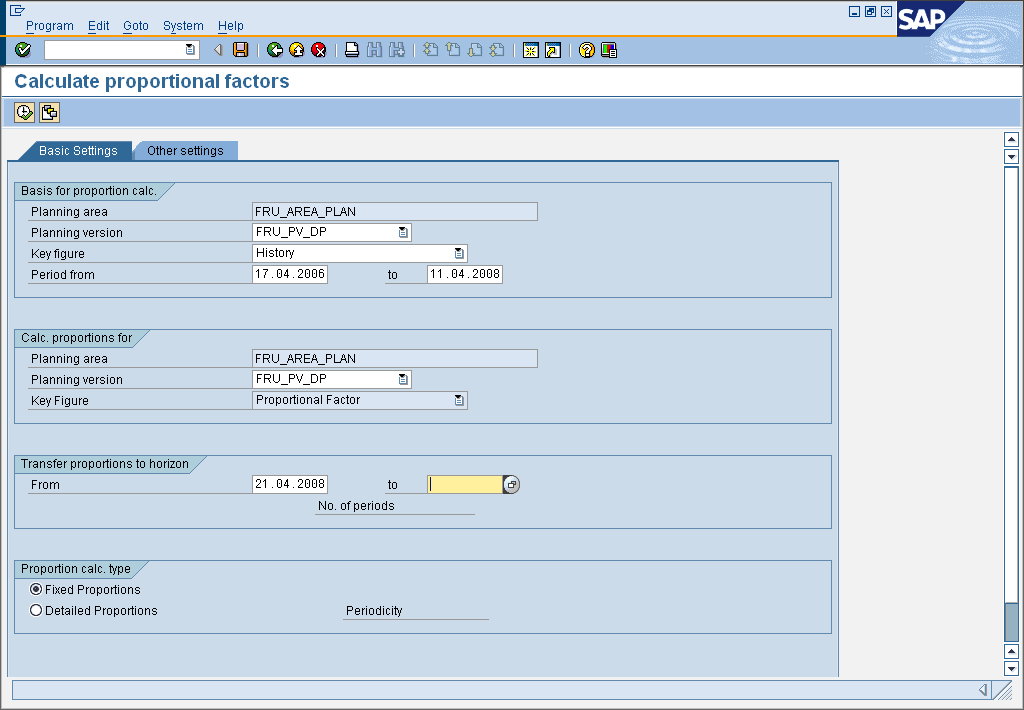 Program Edit Goto System Help
SAP
Calculate proportional factors
Basic Settings Other settings
Basis for proportion calc.
Planning area FRU_AREA_PLAN
Planning version FRU_PV_DP
Key figure History
Period from 17.04.2006 to 11.04.2008
Calc. proportions for
Planning area FRU_AREA_PLAN
Planning version FRU_PV_DP
Key Figure Proportional Factor
Transfer proportions to horizon
From 21.04.2008 to
No. of periods
Proportion calc. type
Fixed Proportions
Detailed Proportions Periodicity